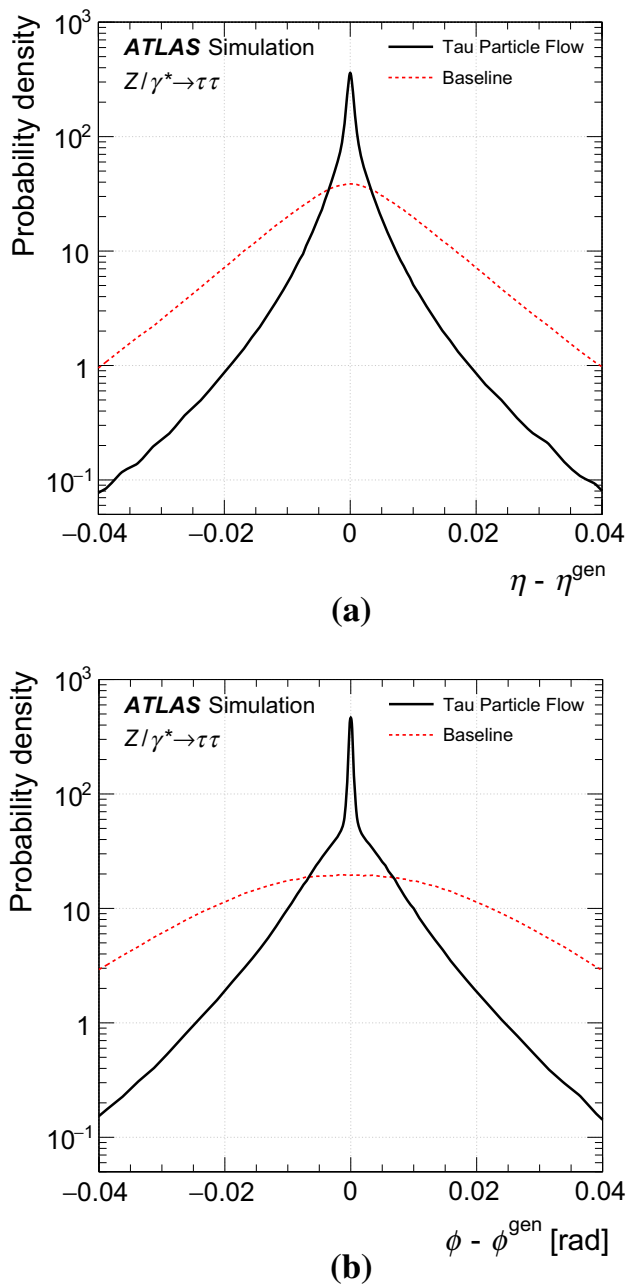 Probability density
10³
10²
10
1
10⁻¹
ATLAS Simulation
Z/γ*→ττ
Tau Particle Flow
Baseline
−0.04 −0.02 0 0.02 0.04
η - η^gen
(a)
Probability density
10³
10²
10
1
10⁻¹
ATLAS Simulation
Z/γ*→ττ
Tau Particle Flow
Baseline
−0.04 −0.02 0 0.02 0.04
ϕ - ϕ^gen [rad]
(b)